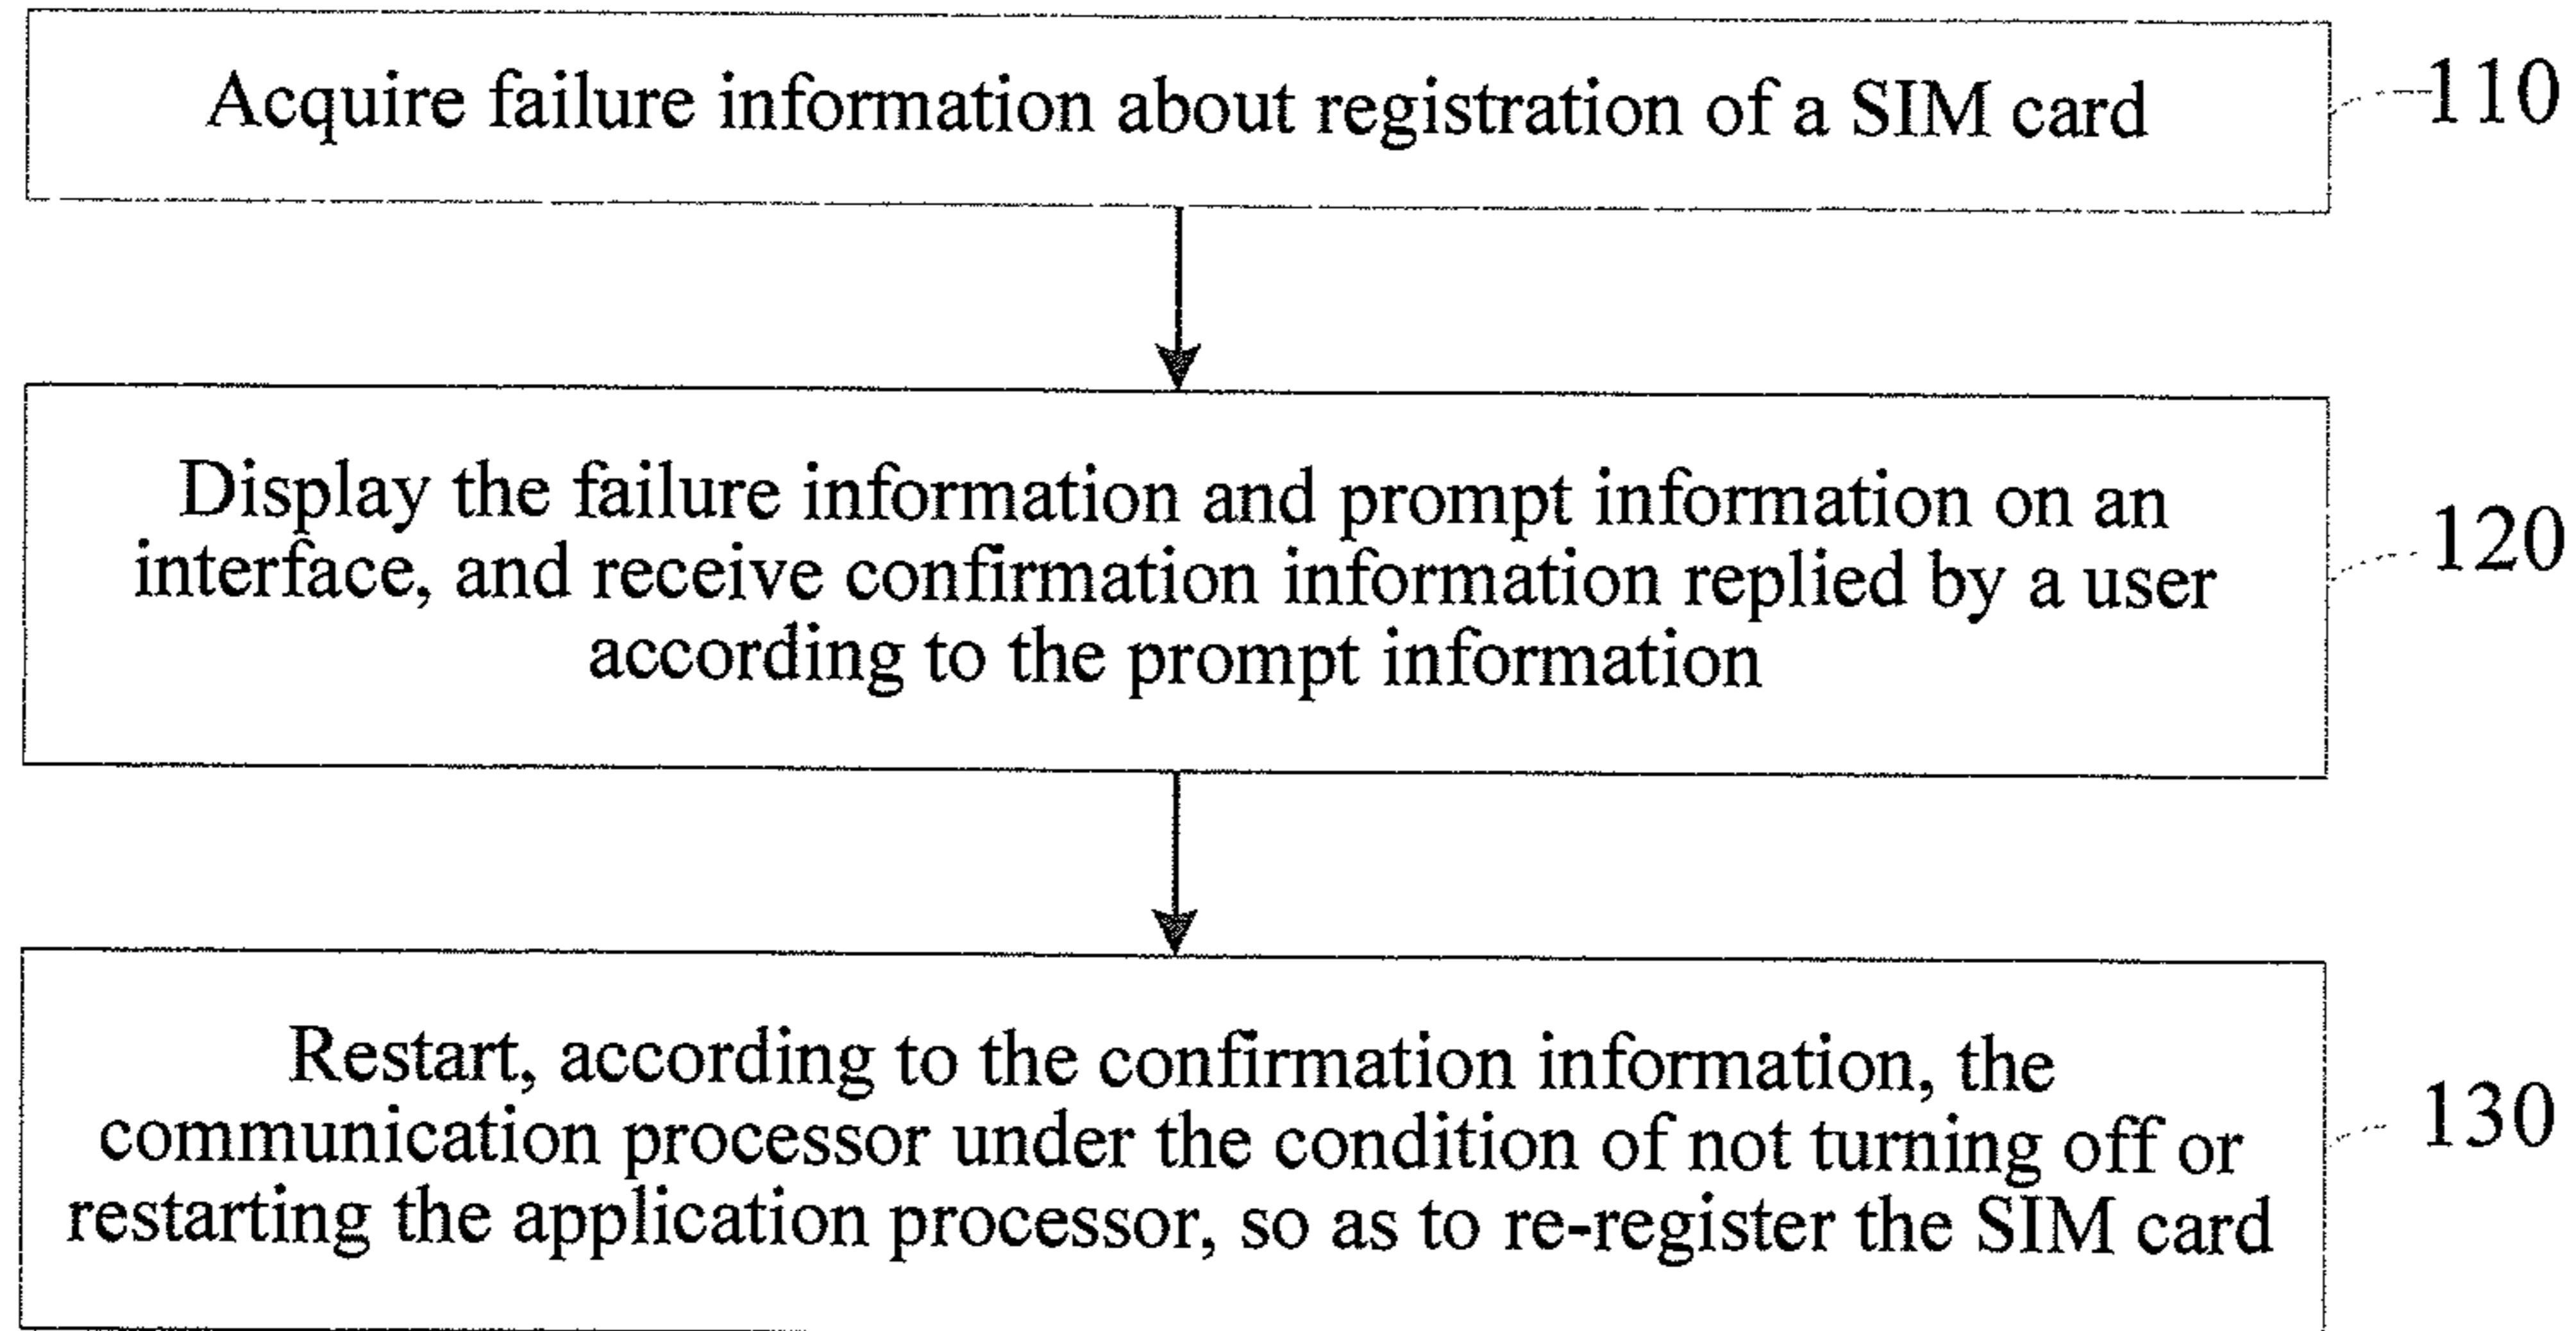 Acquire failure information about registration of a SIM card
110
Display the failure information and prompt information on an
interface, and receive confirmation information replied by a user
according to the prompt information
120
Restart, according to the confirmation information, the
communication processor under the condition of not turning off or
restarting the application processor, so as to re-register the SIM card
130